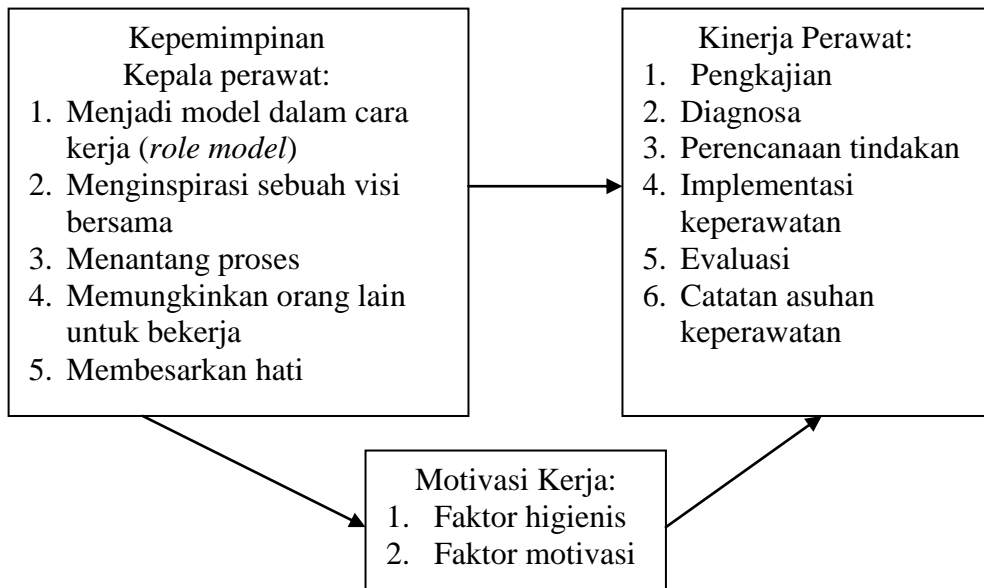 Kepemimpinan
Kepala perawat:
1. Menjadi model dalam cara
kerja (role model)
2. Menginspirasi sebuah visi
bersama
3. Menantang proses
4. Memungkinkan orang lain
untuk bekerja
5. Membesarkan hati
Kinerja Perawat:
1. Pengkajian
2. Diagnosa
3. Perencanaan tindakan
4. Implementasi
keperawatan
5. Evaluasi
6. Catatan asuhan
keperawatan
Motivasi Kerja:
1. Faktor higienis
2. Faktor motivasi